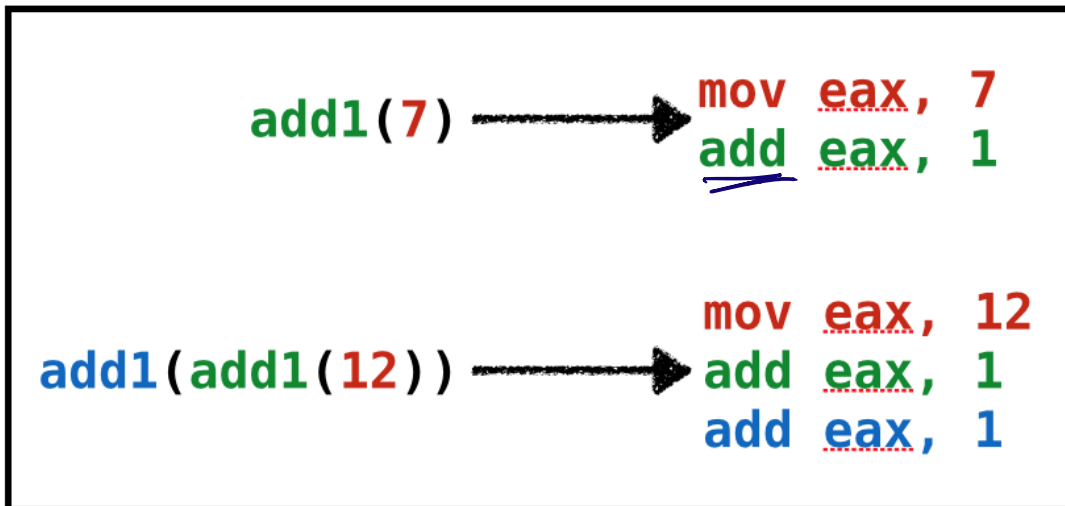 add1(7)
mov eax, 7
add eax, 1
add1(add1(12))
mov eax, 12
add eax, 1
add eax, 1